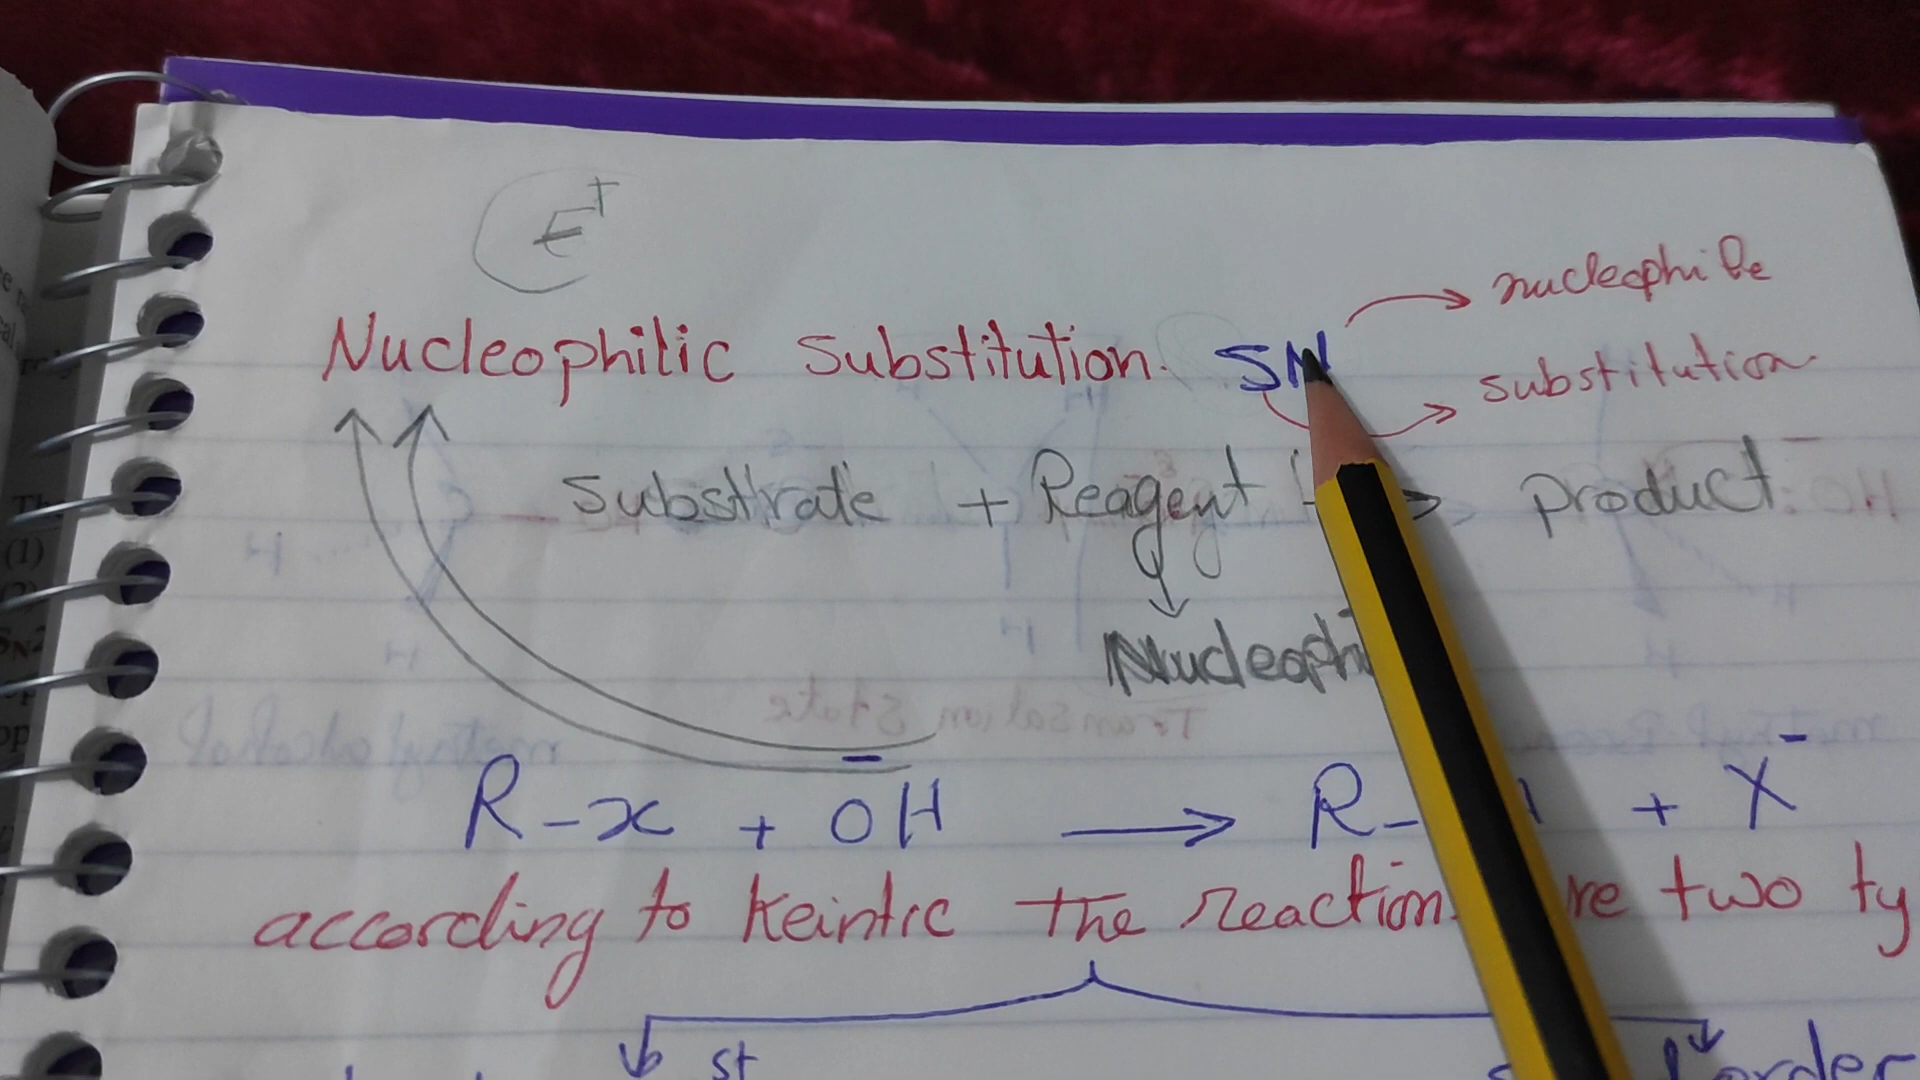 E+
nucleophile
Nucleophilic Substitution. SN
substitution
Substrate + Reagent → product
Nucleophi
R-x + OH⁻ → R- + X⁻
according to Keintic the reaction. re two ty
st order